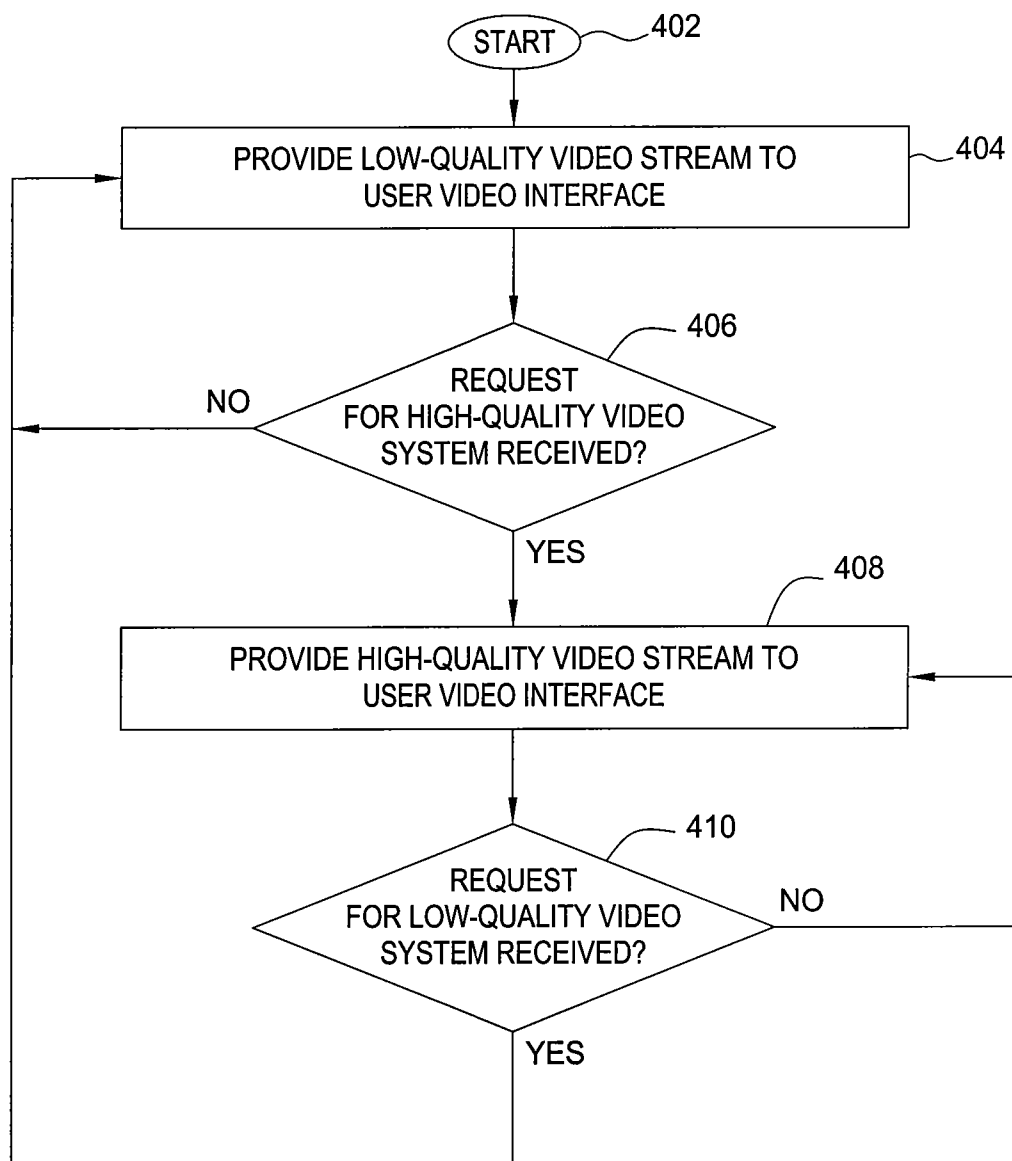 START
402
PROVIDE LOW-QUALITY VIDEO STREAM TO
USER VIDEO INTERFACE
404
406
REQUEST
FOR HIGH-QUALITY VIDEO
SYSTEM RECEIVED?
NO
YES
408
PROVIDE HIGH-QUALITY VIDEO STREAM TO
USER VIDEO INTERFACE
410
REQUEST
FOR LOW-QUALITY VIDEO
SYSTEM RECEIVED?
NO
YES